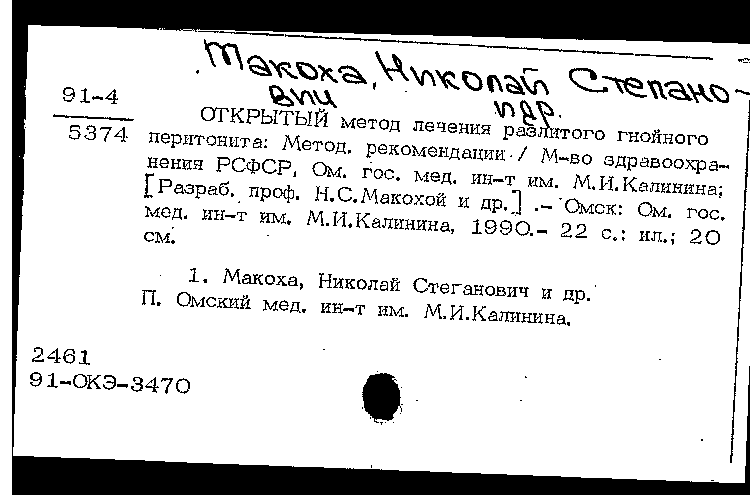 Макоха, Николай Степано-
вич и др.
91-4
5374
ОТКРЫТЫЙ метод лечения разлитого гнойного
перитонита: Метод. рекомендации / М-во здравоохра-
нения РСФСР, Ом. гос. мед. ин-т им. М.И.Калинина;
[Разраб. проф. Н.С.Макохой и др.] .- Омск: Ом. гос.
мед. ин-т им. М.И.Калинина, 1990.- 22 с.: ил.; 20
см.
1. Макоха, Николай Степанович и др.
П. Омский мед. ин-т им. М.И.Калинина.
2461
91-ОКЭ-3470